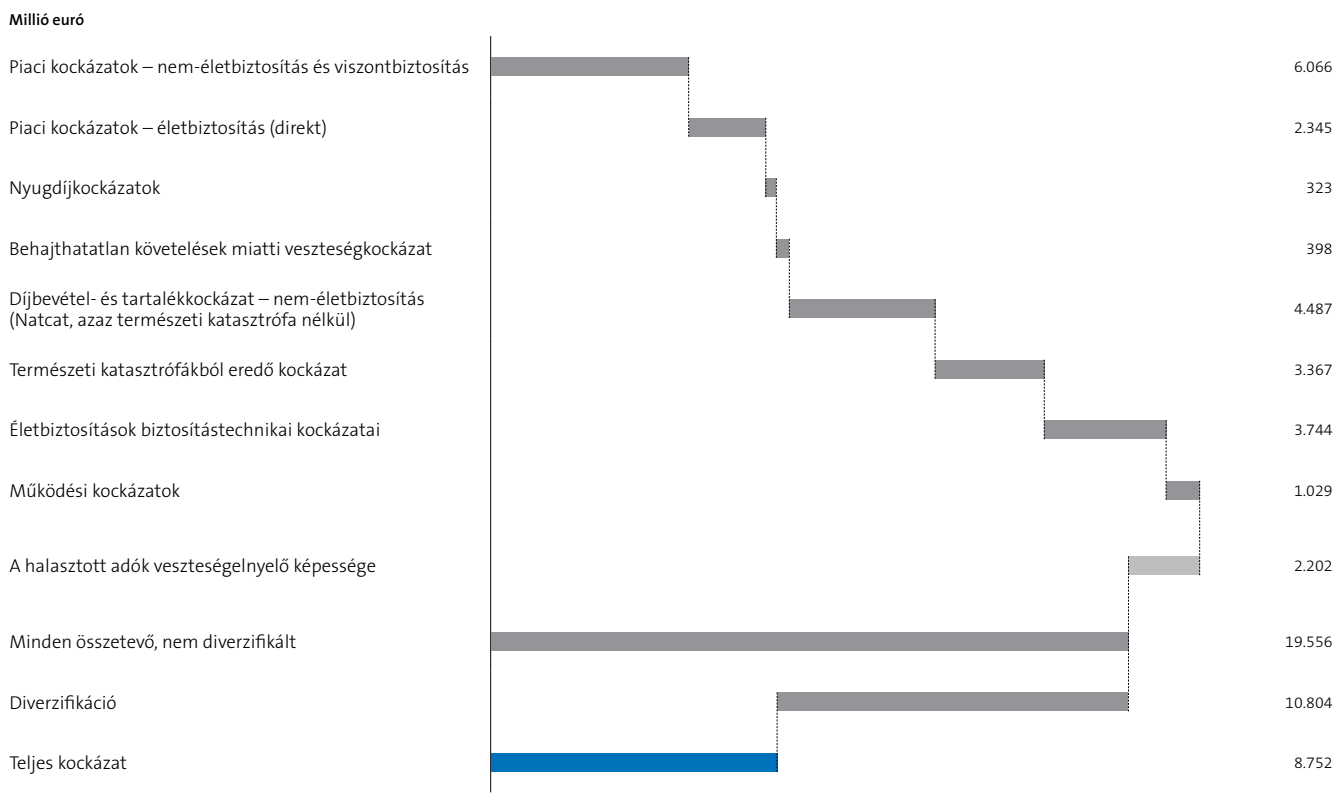 Millió euró
Piaci kockázatok – nem-életbiztosítás és viszontbiztosítás 6.066
Piaci kockázatok – életbiztosítás (direkt) 2.345
Nyugdíjkockázatok 323
Behajthatatlan követelések miatti veszteségkockázat 398
Díjbevétel- és tartalékkockázat – nem-életbiztosítás
(Natcat, azaz természeti katasztrófa nélkül) 4.487
Természeti katasztrófákból eredő kockázat 3.367
Életbiztosítások biztosítástechnikai kockázatai 3.744
Működési kockázatok 1.029
A halasztott adók veszteségelnyelő képessége 2.202
Minden összetevő, nem diverzifikált 19.556
Diverzifikáció 10.804
Teljes kockázat 8.752